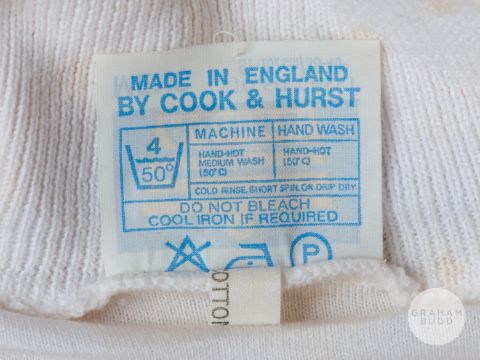 MADE IN ENGLAND
BY COOK & HURST
4
50°
MACHINE
HAND WASH
HAND-HOT
MEDIUM WASH
(50°C)
HAND-HOT
(50°C)
COLD RINSE. SHORT SPIN. OR DRIP DRY
DO NOT BLEACH
COOL IRON IF REQUIRED
P
COTTON
GRAHAM
BUDD